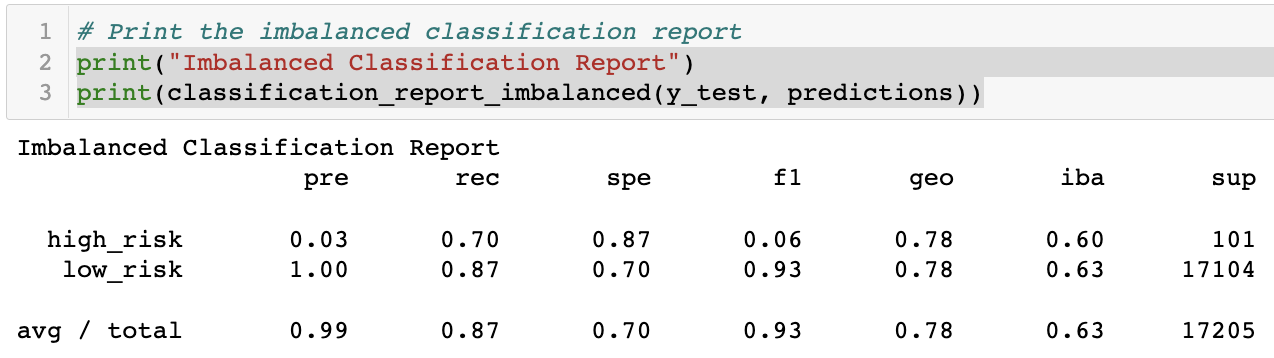 1 # Print the imbalanced classification report
2 print("Imbalanced Classification Report")
3 print(classification_report_imbalanced(y_test, predictions))
Imbalanced Classification Report
pre rec spe f1 geo iba sup
high_risk 0.03 0.70 0.87 0.06 0.78 0.60 101
low_risk 1.00 0.87 0.70 0.93 0.78 0.63 17104
avg / total 0.99 0.87 0.70 0.93 0.78 0.63 17205